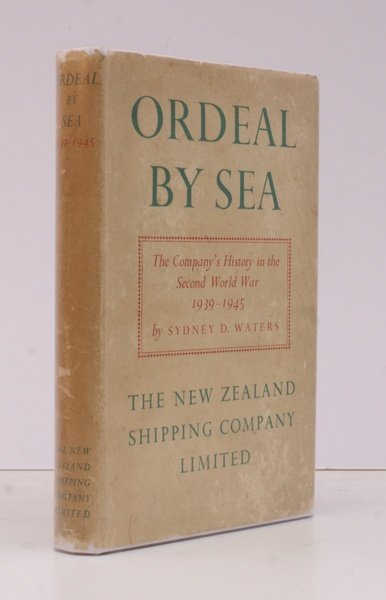 ORDEAL
BY
SEA
1939-1945
THE NEW
ZEALAND
SHIPPING
COMPANY
LIMITED
ORDEAL
BY SEA
The Company's History in the
Second World War
1939-1945
by SYDNEY D. WATERS
THE NEW ZEALAND
SHIPPING COMPANY
LIMITED